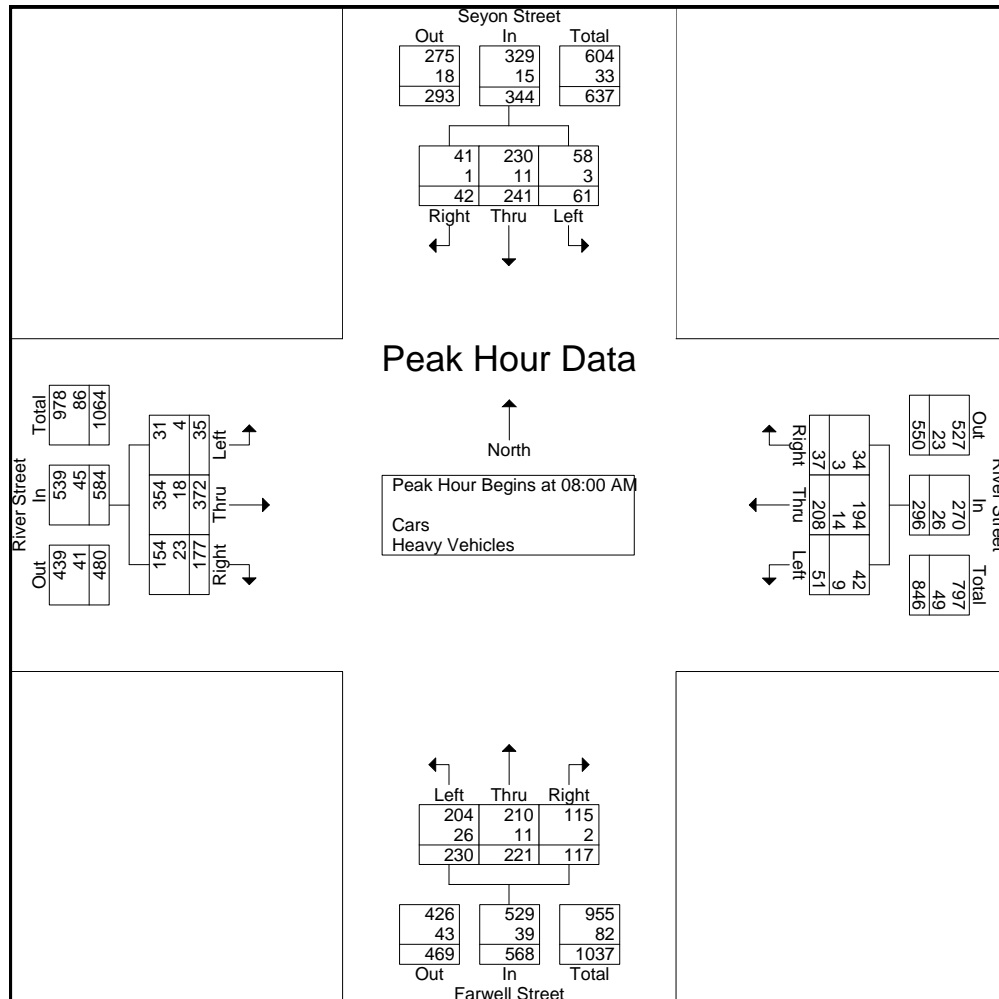 Seyon Street
Out In Total
275 329 604
18 15 33
293 344 637
41 230 58
1 11 3
42 241 61
Right Thru Left
Peak Hour Data
North
Peak Hour Begins at 08:00 AM
Cars
Heavy Vehicles
River Street
Total In Out
978 539 439
86 45 41
1064 584 480
31 354 154
4 18 23
35 372 177
Left Thru Right
River Street
Out In Total
527 270 797
23 26 49
550 296 846
34 194 42
3 14 9
37 208 51
Right Thru Left
Left Thru Right
204 210 115
26 11 2
230 221 117
426 529 955
43 39 82
469 568 1037
Out In Total
Farwell Street